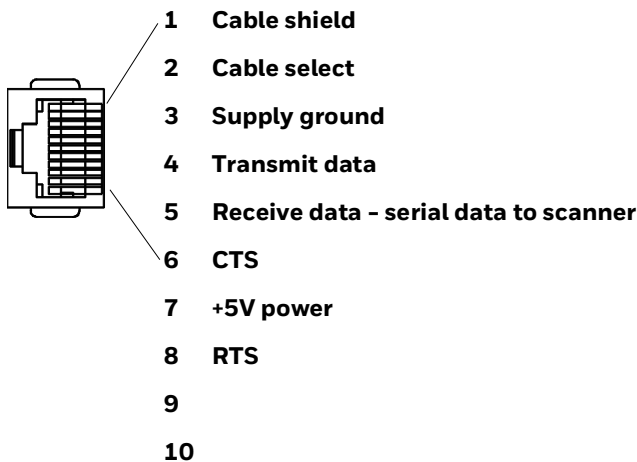 1 Cable shield
2 Cable select
3 Supply ground
4 Transmit data
5 Receive data – serial data to scanner
6 CTS
7 +5V power
8 RTS
9
10